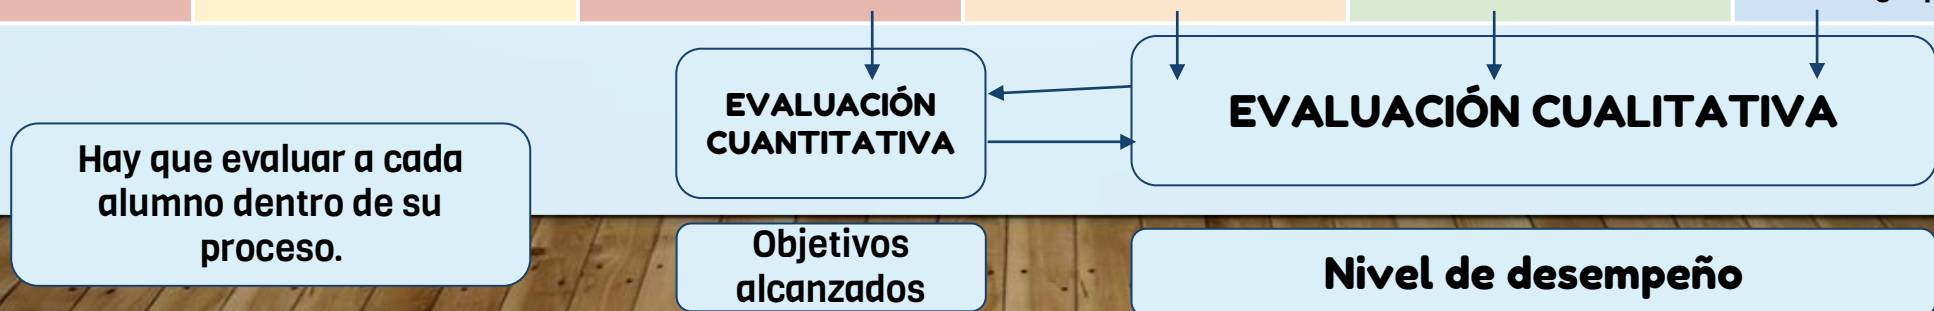 EVALUACIÓN
CUANTITATIVA
EVALUACIÓN CUALITATIVA
Hay que evaluar a cada
alumno dentro de su
proceso.
Objetivos
alcanzados
Nivel de desempeño